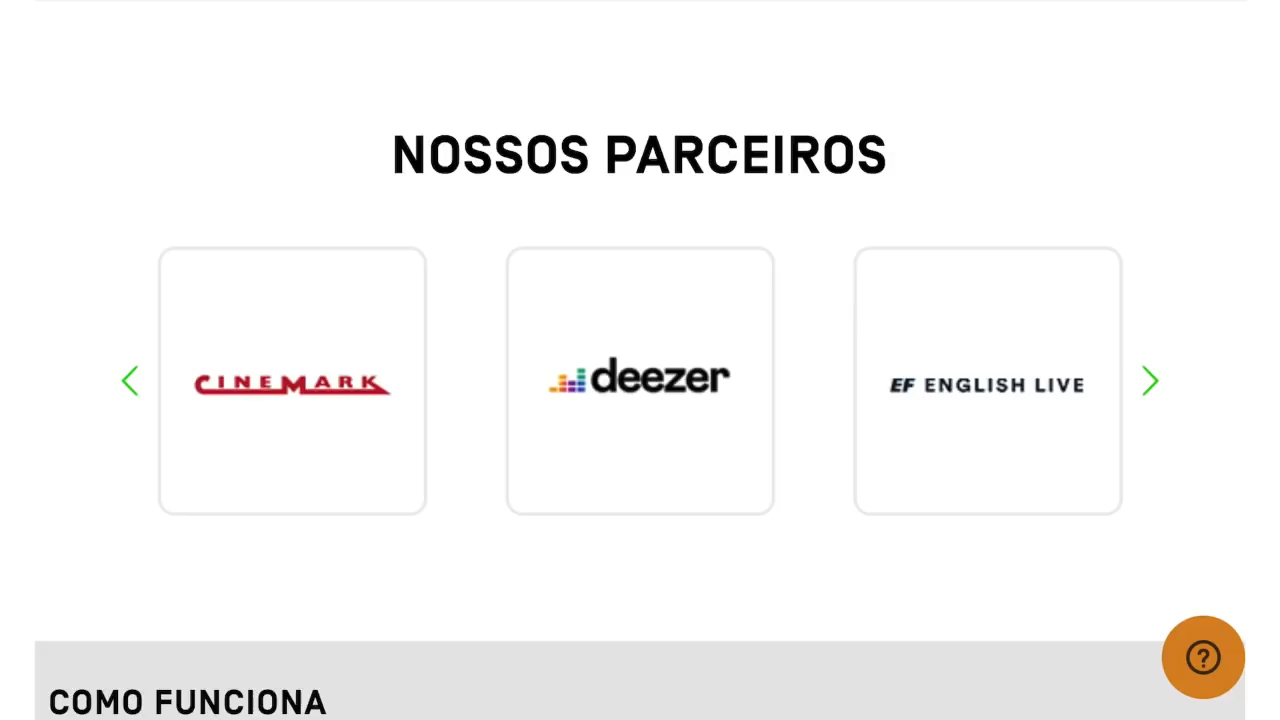 NOSSOS PARCEIROS
CINEMARK
deezer
EF ENGLISH LIVE
?
COMO FUNCIONA